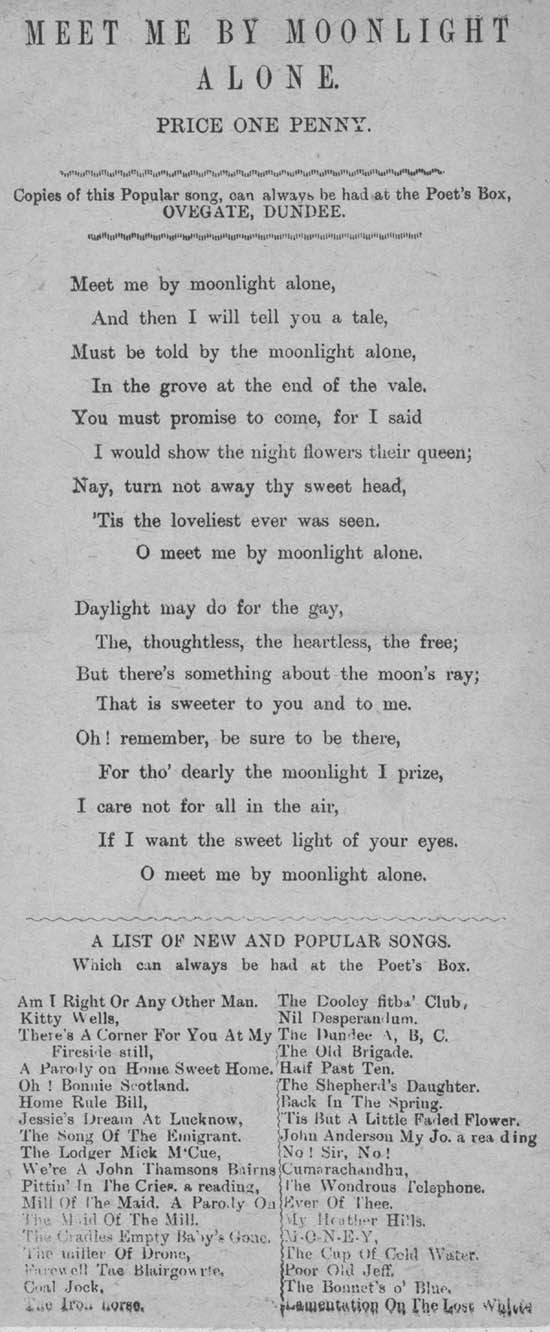 MEET ME BY MOONLIGHT
ALONE.
PRICE ONE PENNY.
Copies of this Popular song, can always be had at the Poet's Box,
OVEGATE, DUNDEE.
Meet me by moonlight alone,
And then I will tell you a tale,
Must be told by the moonlight alone,
In the grove at the end of the vale.
You must promise to come, for I said
I would show the night flowers their queen;
Nay, turn not away thy sweet head,
'Tis the loveliest ever was seen.
O meet me by moonlight alone.
Daylight may do for the gay,
The, thoughtless, the heartless, the free;
But there's something about the moon's ray;
That is sweeter to you and to me.
Oh! remember, be sure to be there,
For tho' dearly the moonlight I prize,
I care not for all in the air,
If I want the sweet light of your eyes.
O meet me by moonlight alone.
A LIST OF NEW AND POPULAR SONGS.
Which can always be had at the Poet's Box.
Am I Right Or Any Other Man.
Kitty Wells,
There's A Corner For You At My
Fireside still,
A Parody on Home Sweet Home.
Oh! Bonnie Scotland.
Home Rule Bill,
Jessie's Dream At Lucknow,
The Song Of The Emigrant.
The Lodger Mick M'Cue,
We're A John Thamsons Bairns
Pittin' In The Cries. a reading,
Mill Of The Maid. A Parody On
The Maid Of The Mill.
The Cradles Empty Baby's Gone.
The miller Of Drone,
Farewell Tae Blairgowrie,
Coal Jock,
The Iron horse,
The Dooley fitba' Club,
Nil Desperandum.
The Dundee A, B, C.
The Old Brigade.
Half Past Ten.
The Shepherd's Daughter.
Back In The Spring.
'Tis But A Little Faded Flower.
John Anderson My Jo. a rea ding
No! Sir, No!
Cumarachandhu,
The Wondrous Telephone.
Ever Of Thee.
My Heather Hills.
M-O-N-E-Y,
The Cup Of Cold Water.
Poor Old Jeff.
The Bonnet's o' Blue,
Lamentation On The Lost